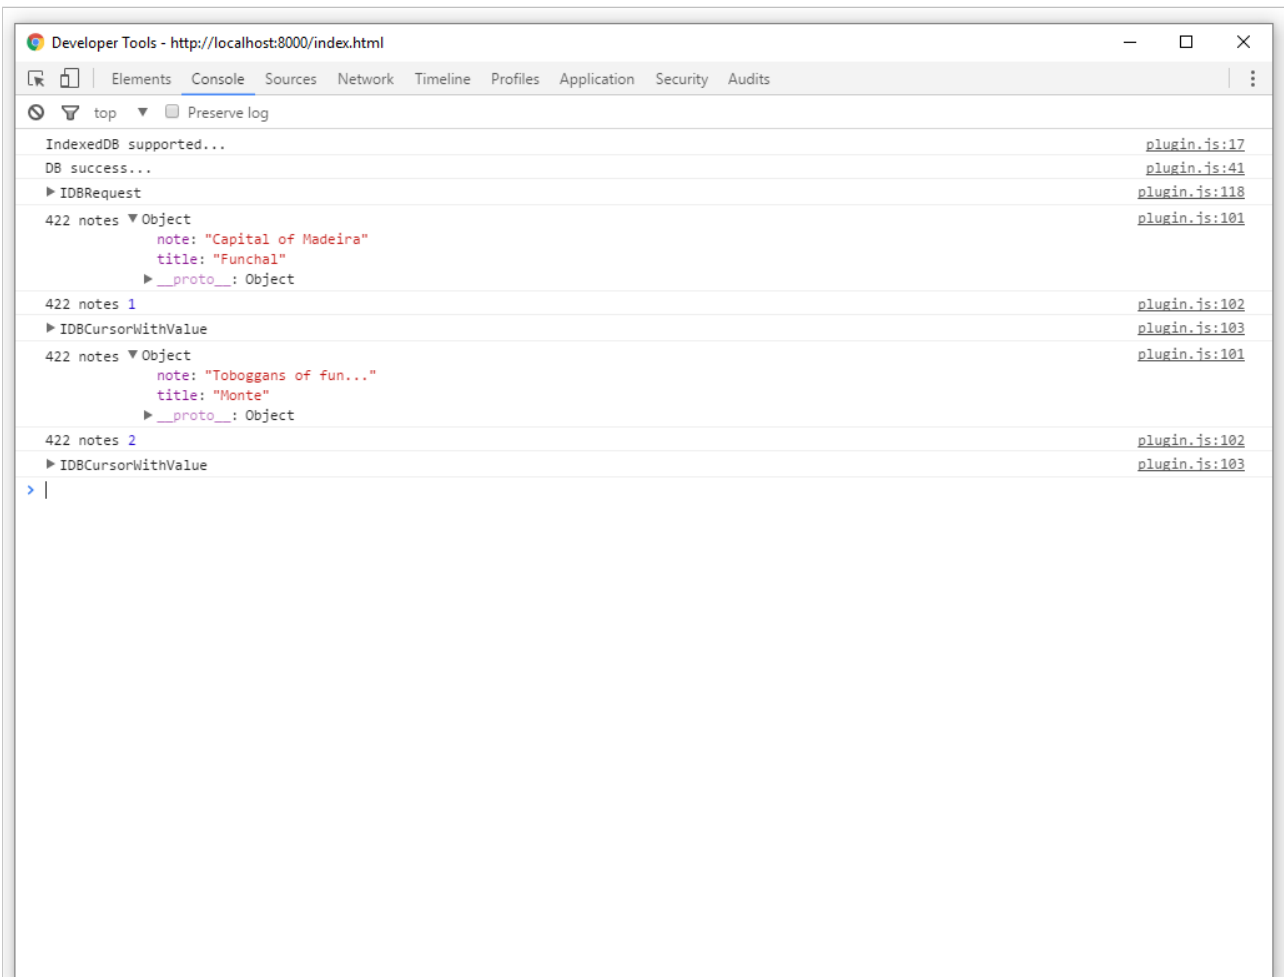 Developer Tools - http://localhost:8000/index.html
Elements Console Sources Network Timeline Profiles Application Security Audits
top Preserve log
IndexedDB supported... plugin.js:17
DB success... plugin.js:41
IDBRequest plugin.js:118
422 notes Object plugin.js:101
note: "Capital of Madeira"
title: "Funchal"
__proto__: Object
422 notes 1 plugin.js:102
IDBCursorWithValue plugin.js:103
422 notes Object plugin.js:101
note: "Toboggans of fun..."
title: "Monte"
__proto__: Object
422 notes 2 plugin.js:102
IDBCursorWithValue plugin.js:103